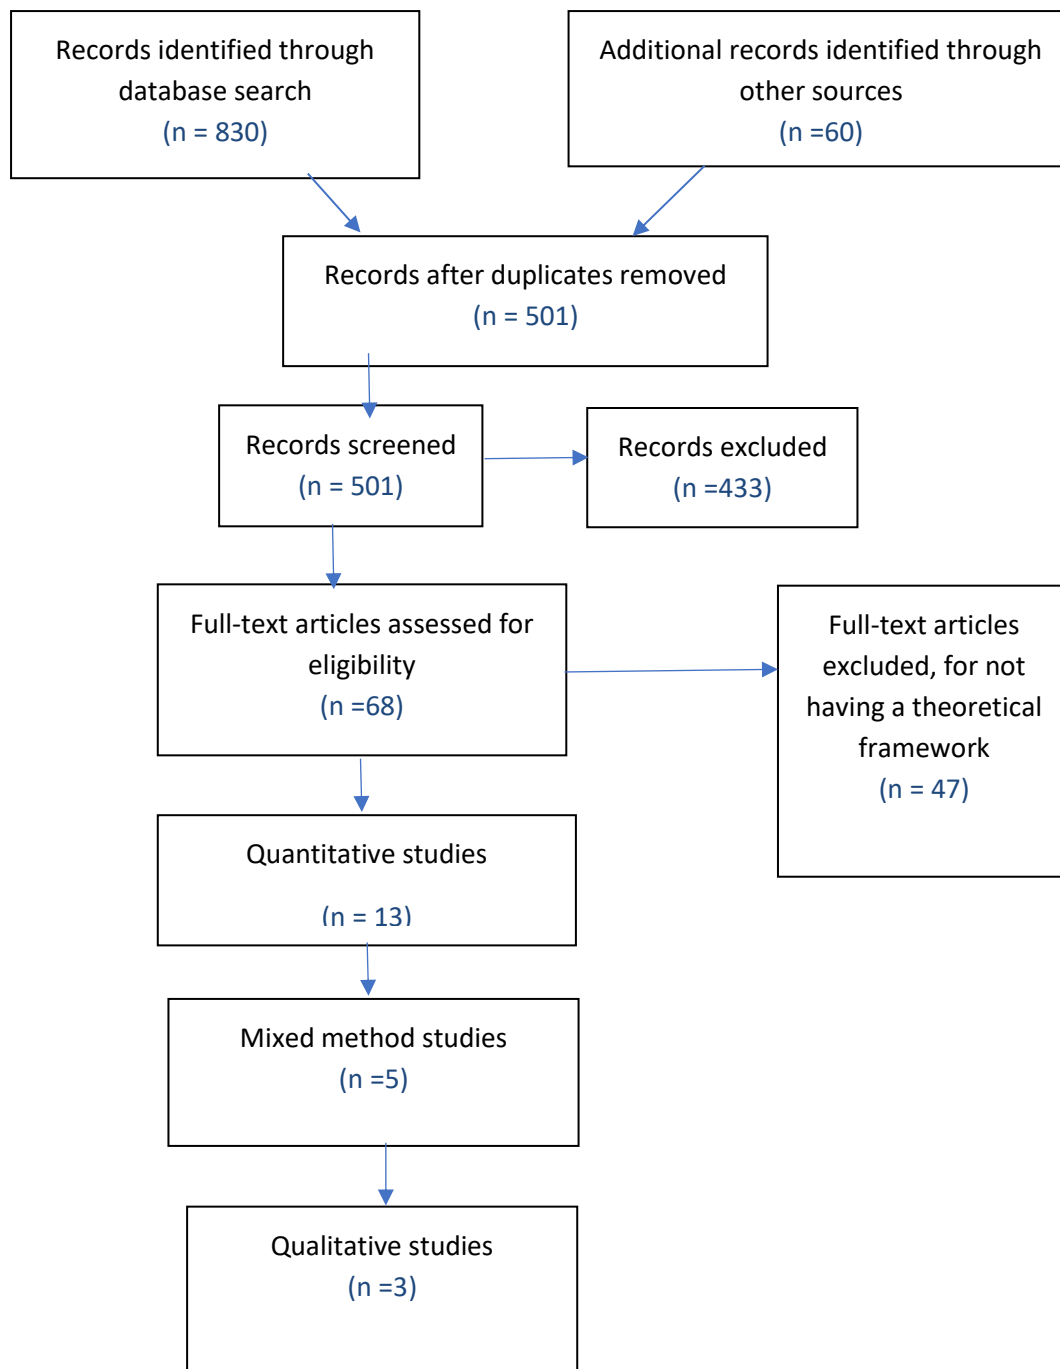 Records identified through
database search
(n = 830)
Additional records identified through
other sources
(n =60)
Records after duplicates removed
(n = 501)
Records screened
(n = 501)
Records excluded
(n =433)
Full-text articles assessed for
eligibility
(n =68)
Full-text articles
excluded, for not
having a theoretical
framework
(n = 47)
Quantitative studies
(n = 13)
Mixed method studies
(n =5)
Qualitative studies
(n =3)